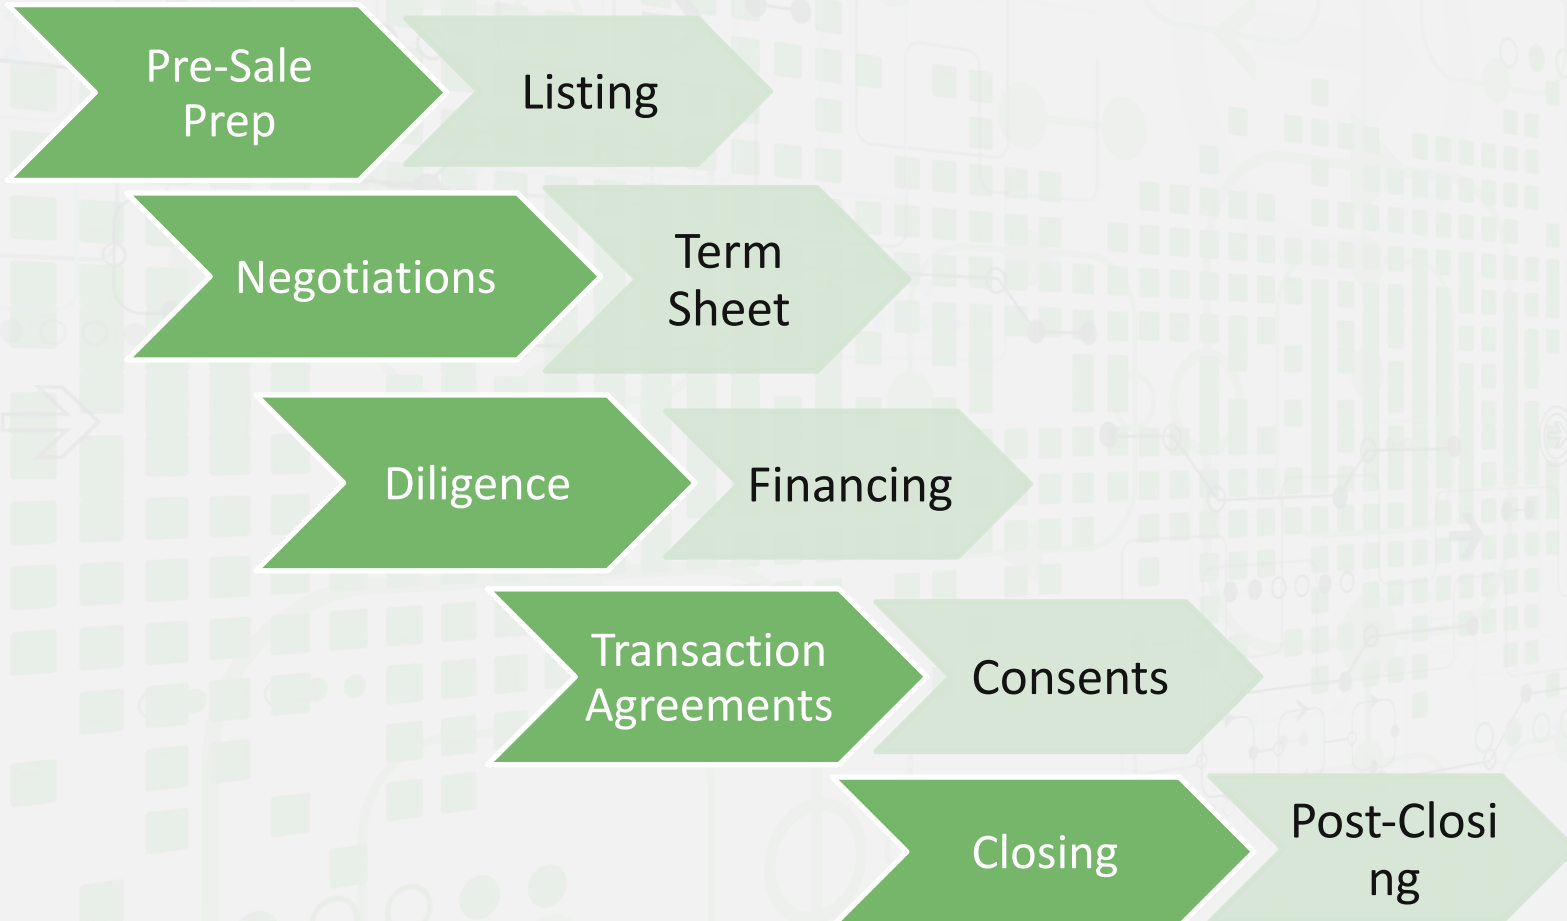 Pre-Sale
Prep
Listing
Negotiations
Term
Sheet
Diligence
Financing
Transaction
Agreements
Consents
Closing
Post-Closi
ng